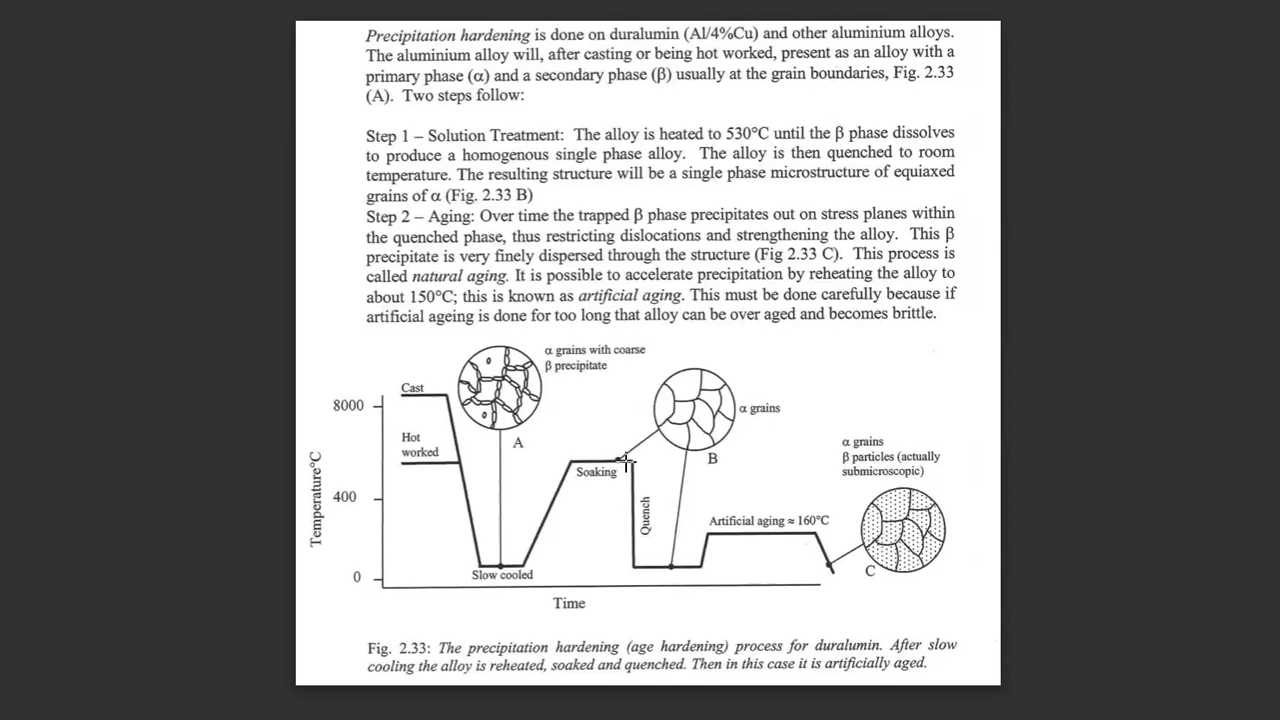 Precipitation hardening is done on duralumin (Al/4%Cu) and other aluminium alloys.
The aluminium alloy will, after casting or being hot worked, present as an alloy with a
primary phase (α) and a secondary phase (β) usually at the grain boundaries, Fig. 2.33
(A). Two steps follow:
Step 1 – Solution Treatment: The alloy is heated to 530°C until the β phase dissolves
to produce a homogenous single phase alloy. The alloy is then quenched to room
temperature. The resulting structure will be a single phase microstructure of equiaxed
grains of α (Fig. 2.33 B)
Step 2 – Aging: Over time the trapped β phase precipitates out on stress planes within
the quenched phase, thus restricting dislocations and strengthening the alloy. This β
precipitate is very finely dispersed through the structure (Fig 2.33 C). This process is
called natural aging. It is possible to accelerate precipitation by reheating the alloy to
about 150°C; this is known as artificial aging. This must be done carefully because if
artificial ageing is done for too long that alloy can be over aged and becomes brittle.
α grains with coarse
β precipitate
Cast
8000
α grains
Hot
worked
A
B
α grains
β particles (actually
submicroscopic)
Soaking
Temperature°C
400
Quench
Artificial aging ≈ 160°C
C
0
Slow cooled
Time
Fig. 2.33: The precipitation hardening (age hardening) process for duralumin. After slow
cooling the alloy is reheated, soaked and quenched. Then in this case it is artificially aged.